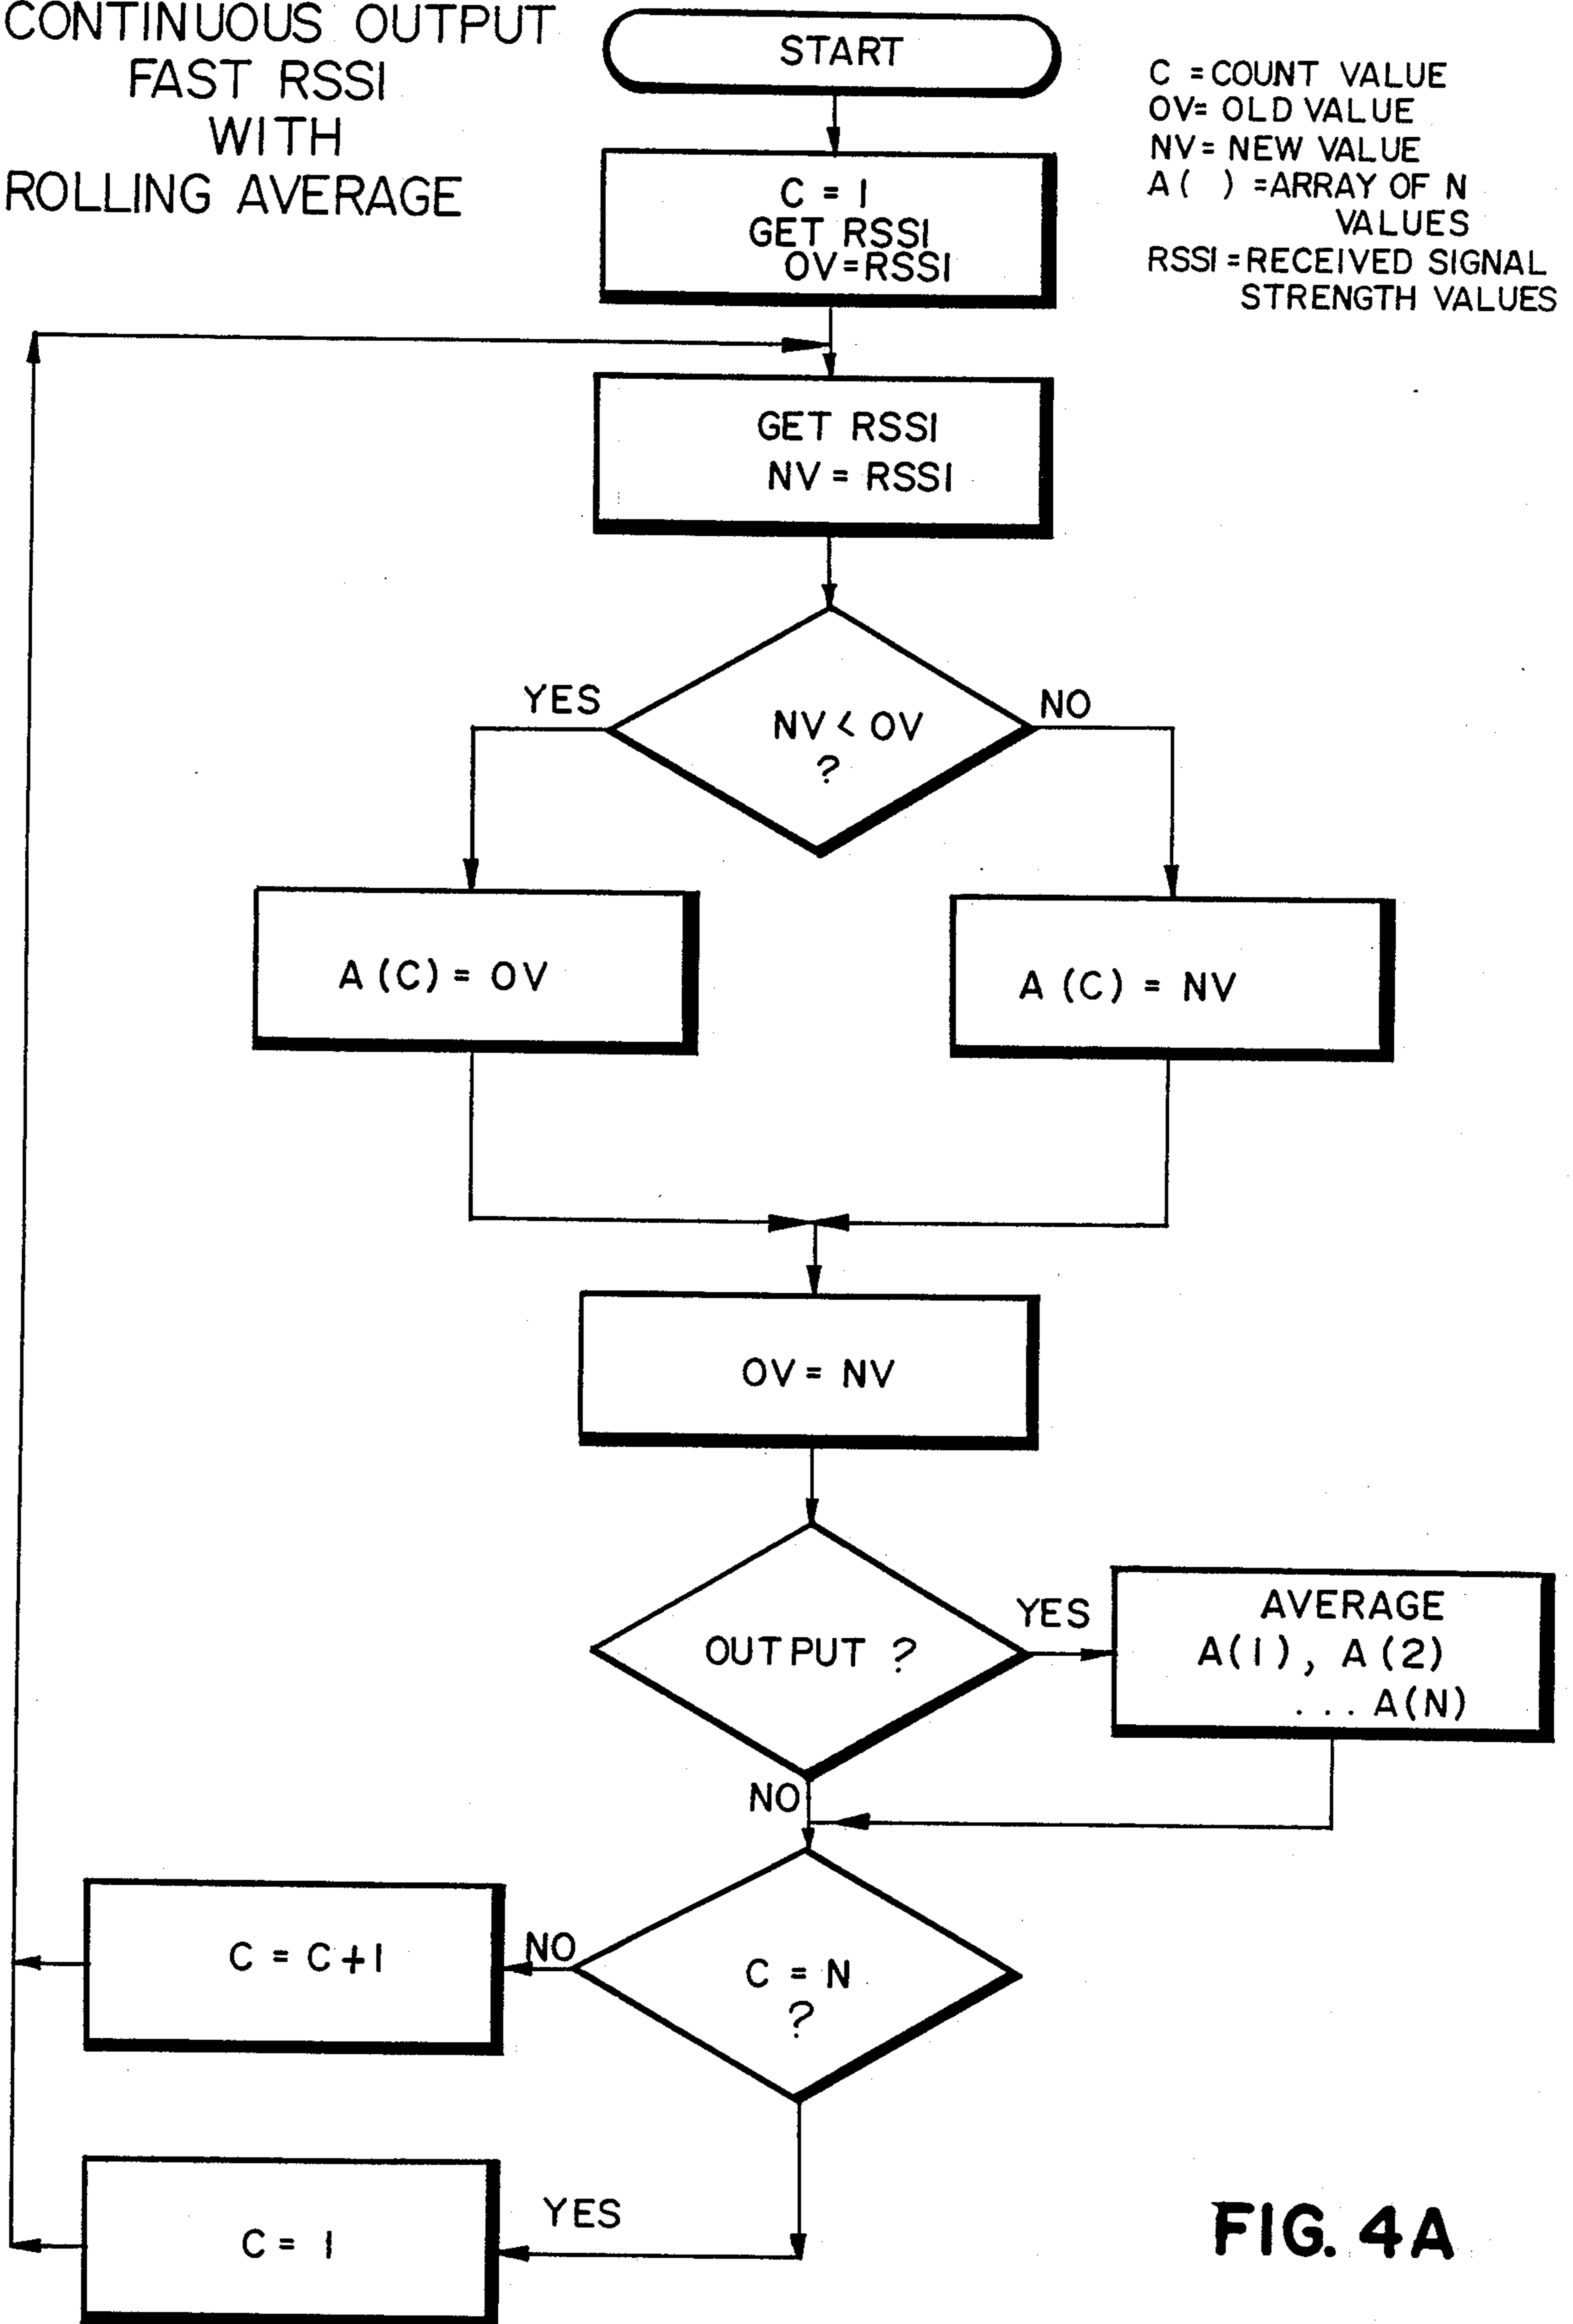 CONTINUOUS OUTPUT
FAST RSSI
WITH
ROLLING AVERAGE
START
C = COUNT VALUE
OV= OLD VALUE
NV= NEW VALUE
A ( ) = ARRAY OF N
VALUES
RSSI = RECEIVED SIGNAL
STRENGTH VALUES
C = 1
GET RSSI
OV=RSSI
GET RSSI
NV = RSSI
YES
NV < OV
?
NO
A (C) = OV
A (C) = NV
OV = NV
OUTPUT ?
YES
AVERAGE
A(1), A(2)
... A(N)
NO
C = C+1
NO
C = N
?
C = 1
YES
FIG. 4A